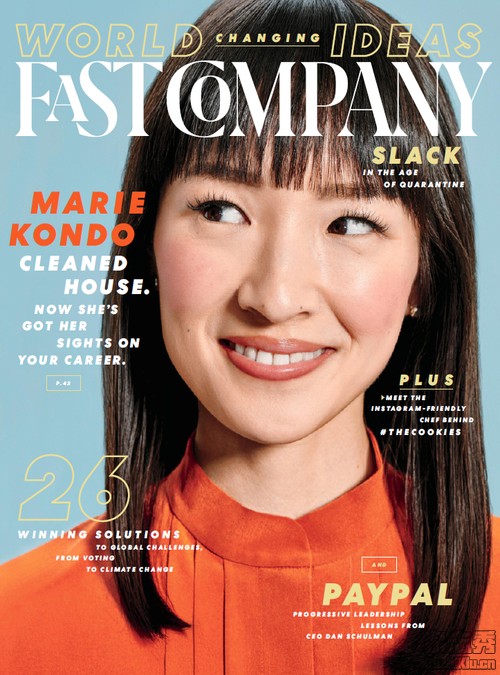 WORLD CHANGING IDEAS
FAST COMPANY
SLACK
IN THE AGE
OF QUARANTINE
MARIE
KONDO
CLEANED
HOUSE.
NOW SHE'S
GOT HER
SIGHTS ON
YOUR CAREER.
P.42
PLUS
MEET THE
INSTAGRAM-FRIENDLY
CHEF BEHIND
#THECOOKIES
26
WINNING SOLUTIONS
TO GLOBAL CHALLENGES,
FROM VOTING
TO CLIMATE CHANGE
AND
PAYPAL
PROGRESSIVE LEADERSHIP
LESSONS FROM
CEO DAN SCHULMAN